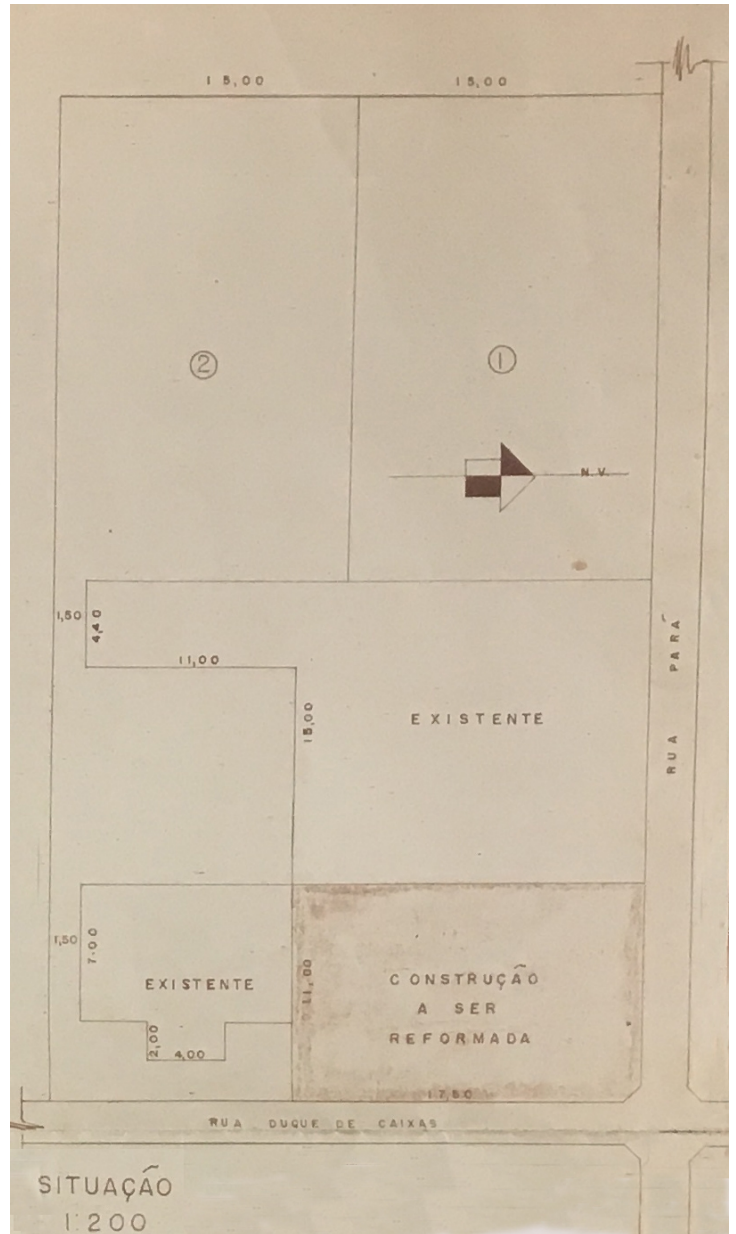 15,00
15,00
2
1
N.V.
1,50
4,40
11,00
15,00
EXISTENTE
RUA PARÁ
1,50
7.00
EXISTENTE
11,00
CONSTRUÇÃO
A SER
REFORMADA
2,00
4,00
17,50
RUA DUQUE DE CAIXAS
SITUAÇÃO
1:200